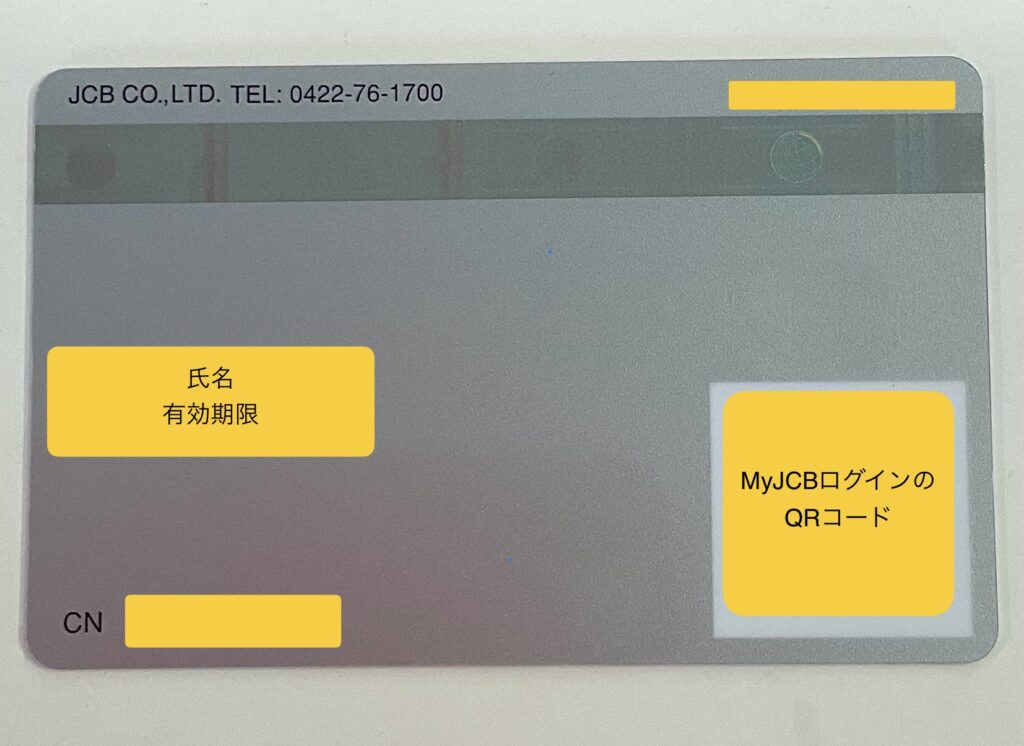 JCB CO.,LTD. TEL: 0422-76-1700
氏名
有効期限
MyJCBログインの
QRコード
CN